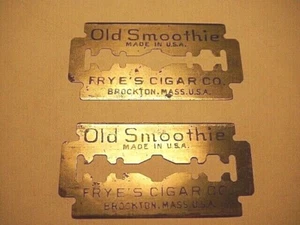 Old Smoothie
MADE IN U.S.A.
FRYE'S CIGAR CO.
BROCKTON, MASS. U.S.A.
Old Smoothie
MADE IN U.S.A.
FRYE'S CIGAR CO.
BROCKTON, MASS. U.S.A.